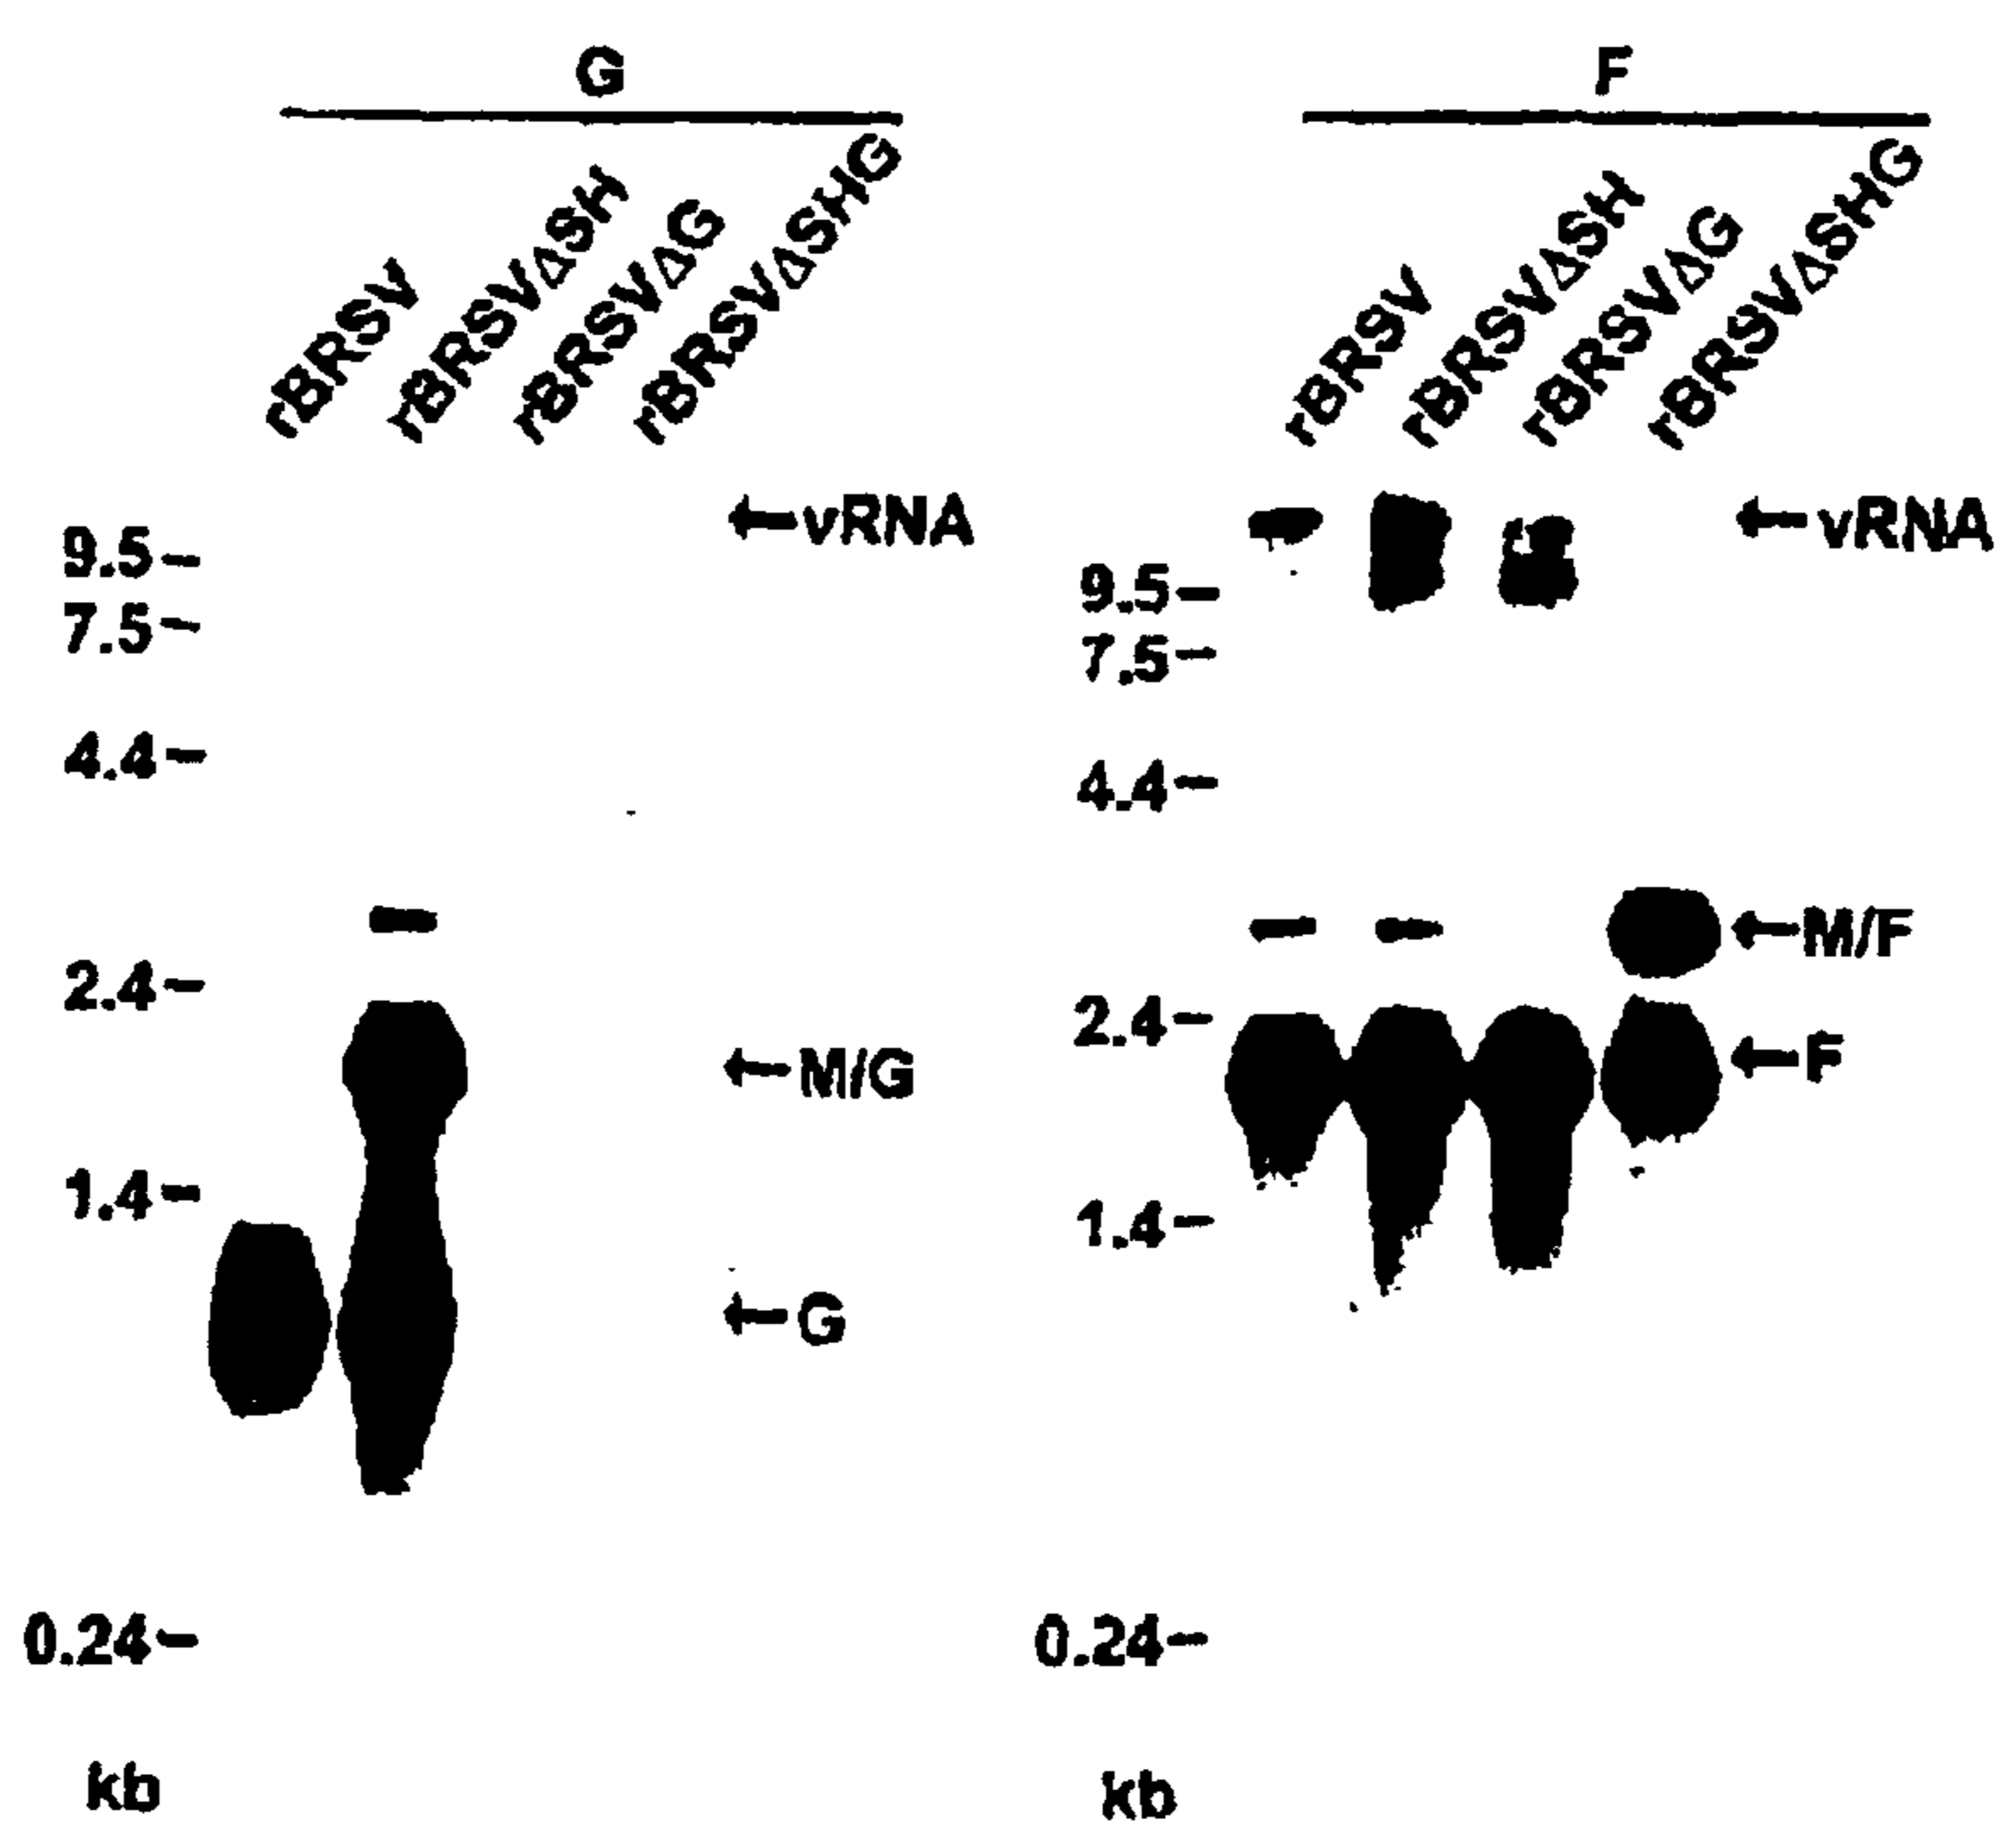 G
rBRSV rBRSVΔSH rBRSVΔG rBRSVΔSHG
←vRNA
9.5-
7.5-
4.4-
2.4-
←M/G
1.4-
←G
0.24-
kb
F
rBRSV rBRSVΔSH rBRSVΔG rBRSVΔSHG
←vRNA
9.5-
7.5-
4.4-
←M/F
2.4-
←F
1.4-
0.24-
kb